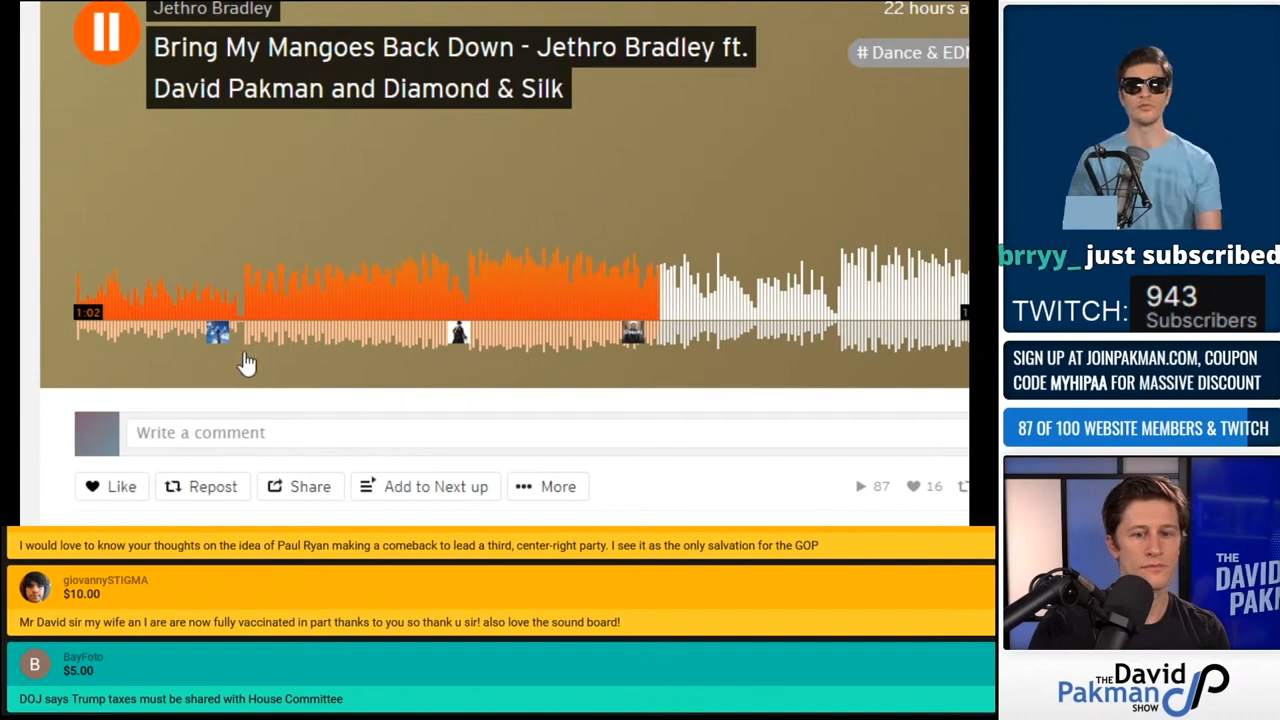 Jethro Bradley
22 hours a
Bring My Mangoes Back Down - Jethro Bradley ft.
David Pakman and Diamond & Silk
# Dance & EDM
1:02
1
Write a comment
Like
Repost
Share
Add to Next up
More
87
16
brryy_ just subscribed
TWITCH:
943
Subscribers
SIGN UP AT JOINPAKMAN.COM, COUPON
CODE MYHIPAA FOR MASSIVE DISCOUNT
87 OF 100 WEBSITE MEMBERS & TWITCH
THE
DAVID
PAKM
THE David
Pakman
SHOW
I would love to know your thoughts on the idea of Paul Ryan making a comeback to lead a third, center-right party. I see it as the only salvation for the GOP
giovannySTIGMA
$10.00
Mr David sir my wife an I are are now fully vaccinated in part thanks to you so thank u sir! also love the sound board!
B
BayFoto
$5.00
DOJ says Trump taxes must be shared with House Committee